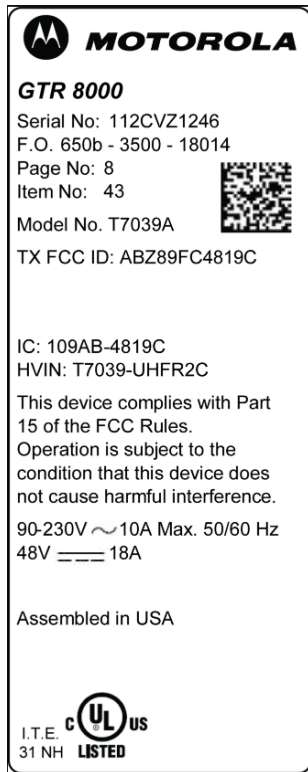 MOTOROLA
GTR 8000
Serial No: 112CVZ1246
F.O. 650b - 3500 - 18014
Page No: 8
Item No: 43
Model No. T7039A
TX FCC ID: ABZ89FC4819C
IC: 109AB-4819C
HVIN: T7039-UHFR2C
This device complies with Part
15 of the FCC Rules.
Operation is subject to the
condition that this device does
not cause harmful interference.
90-230V ～ 10A Max. 50/60 Hz
48V ⎓ 18A
Assembled in USA
I.T.E.
31 NH
C UL US
LISTED